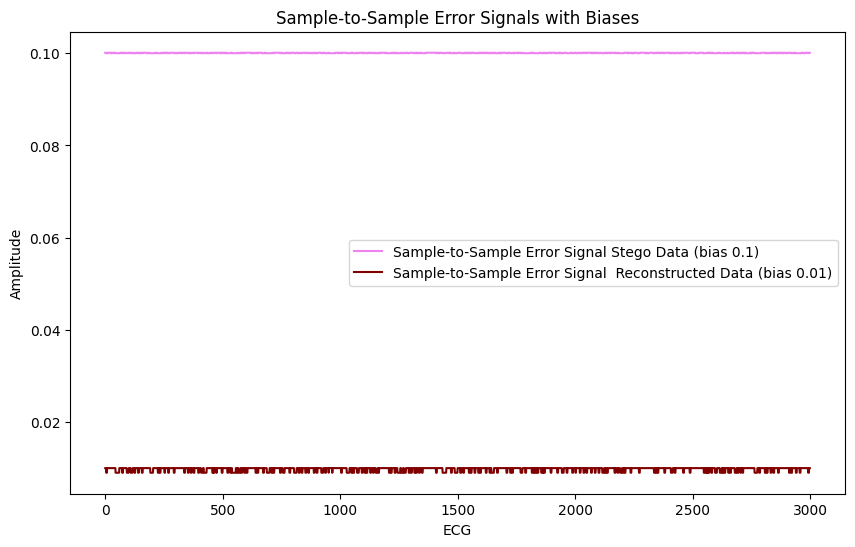 Sample-to-Sample Error Signals with Biases
0.10
0.08
0.06
0.04
0.02
Amplitude
Sample-to-Sample Error Signal Stego Data (bias 0.1)
Sample-to-Sample Error Signal  Reconstructed Data (bias 0.01)
0 500 1000 1500 2000 2500 3000
ECG